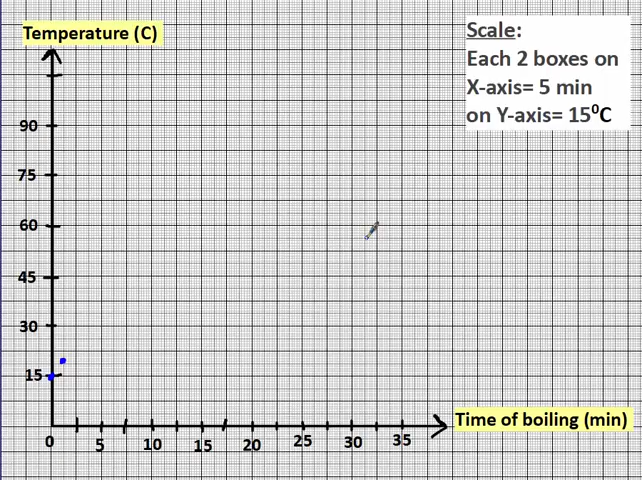 Temperature (C)
Scale:
Each 2 boxes on
X-axis= 5 min
on Y-axis= 15⁰C
90
75
60
45
30
15
0 5 10 15 20 25 30 35
Time of boiling (min)